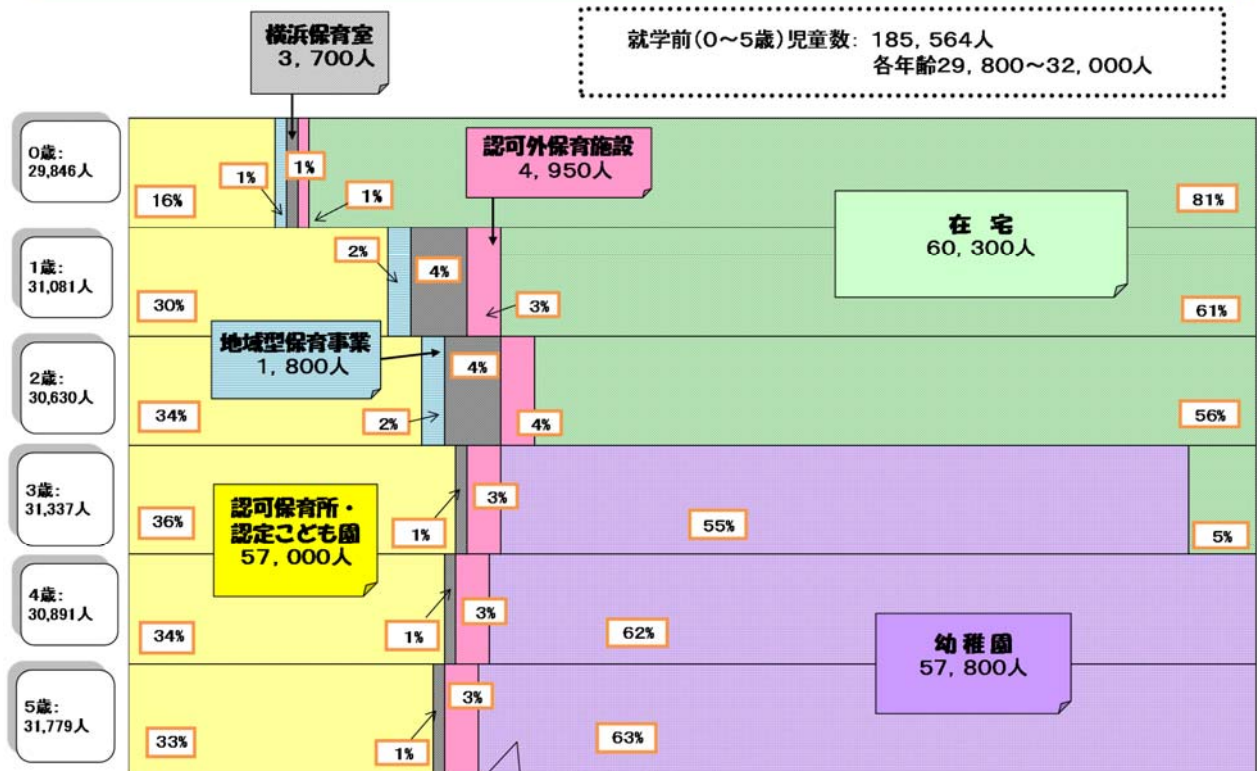 横浜保育室
3,700人
就学前(0～5歳)児童数: 185,564人
各年齢29,800～32,000人
0歳:
29,846人
16%
1%
1%
1%
認可外保育施設
4,950人
81%
在 宅
60,300人
1歳:
31,081人
30%
2%
4%
3%
61%
地域型保育事業
1,800人
2歳:
30,630人
34%
2%
4%
4%
56%
3歳:
31,337人
36%
認可保育所・
認定こども園
57,000人
1%
3%
55%
5%
4歳:
30,891人
34%
1%
3%
62%
幼稚園
57,800人
5歳:
31,779人
33%
1%
3%
63%